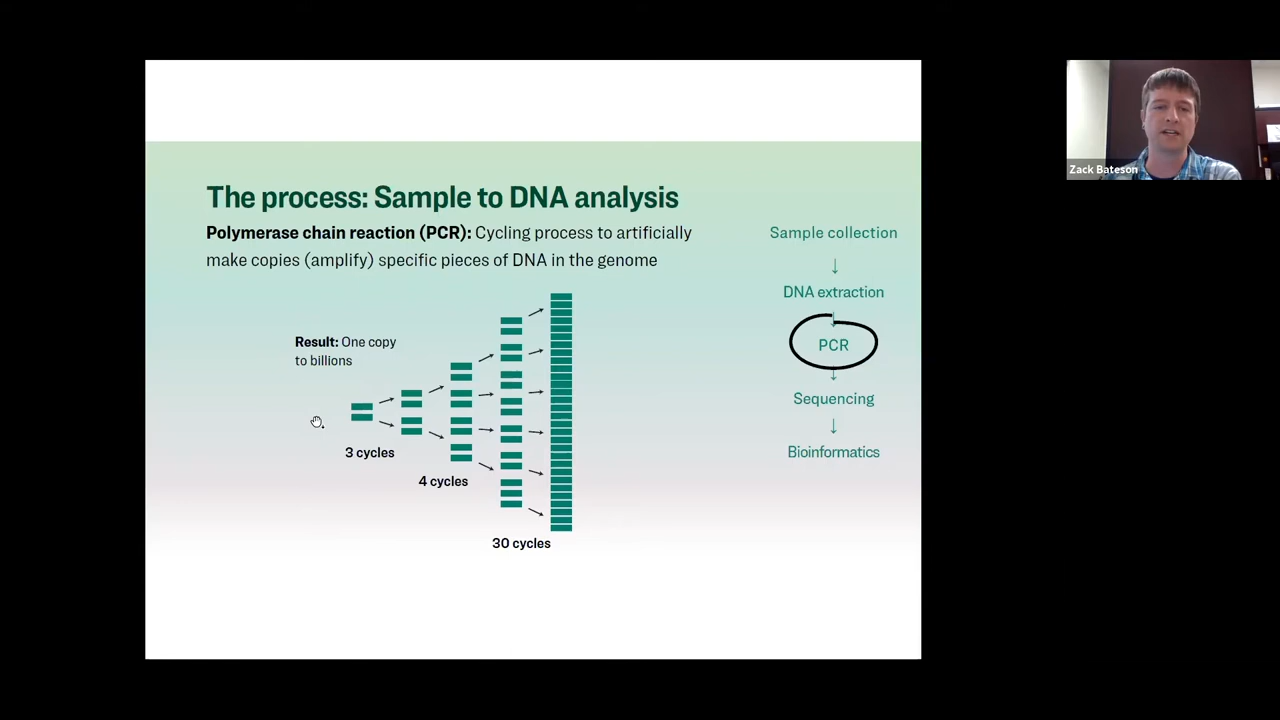 The process: Sample to DNA analysis
Polymerase chain reaction (PCR): Cycling process to artificially
make copies (amplify) specific pieces of DNA in the genome
Result: One copy
to billions
3 cycles
4 cycles
30 cycles
Sample collection
↓
DNA extraction
↓
PCR
↓
Sequencing
↓
Bioinformatics
Zack Bateson